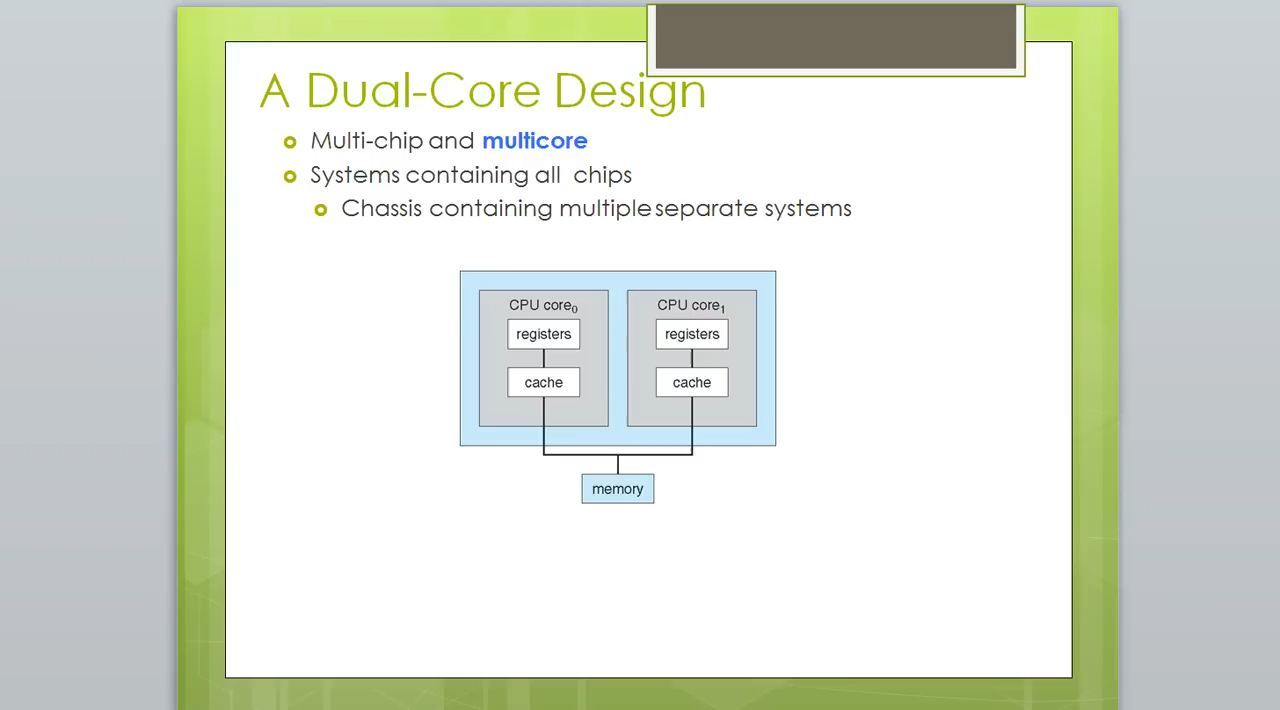 A Dual-Core Design
Multi-chip and multicore
Systems containing all chips
Chassis containing multiple separate systems
CPU core0 CPU core1
registers registers
cache cache
memory